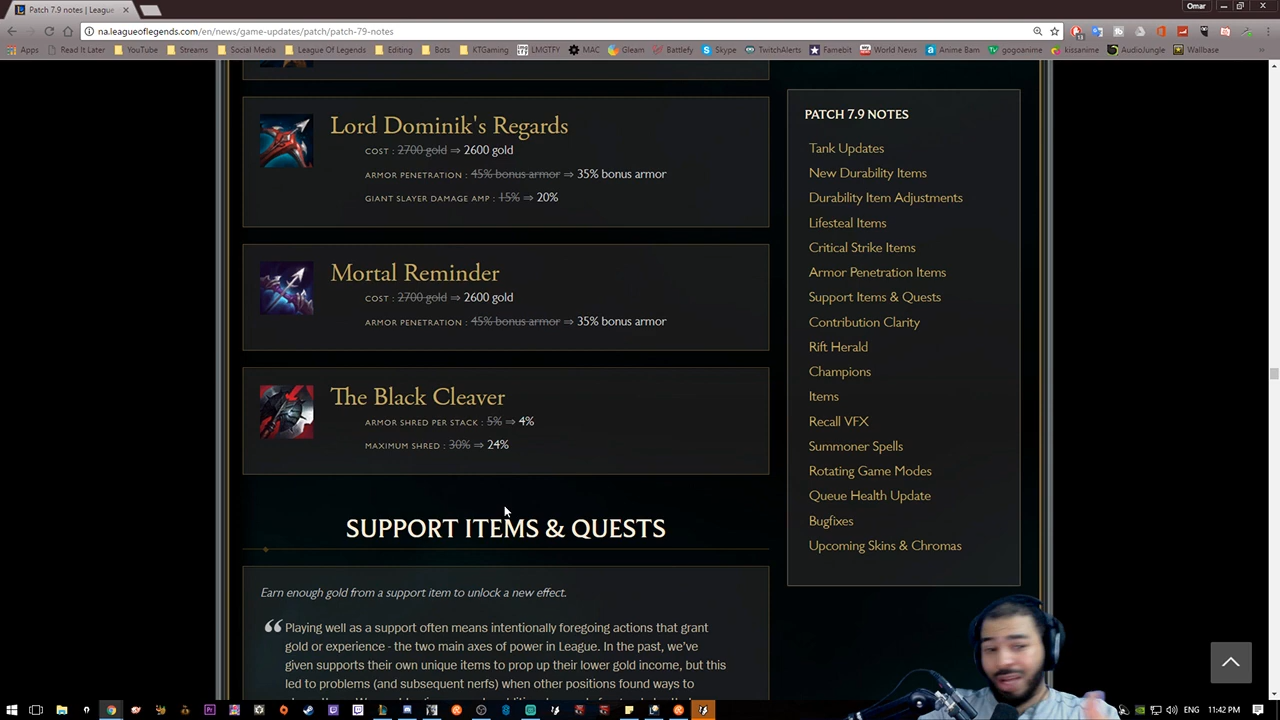 Patch 7.9 notes | League
Omar
na.leagueoflegends.com/en/news/game-updates/patch/patch-79-notes
Apps
Read It Later
YouTube
Streams
Social Media
League Of Legends
Editing
Bots
KTGaming
LMGTFY
MAC
Gleam
Battlefy
Skype
TwitchAlerts
Famebit
World News
Anime Bam
gogoanime
kissanime
AudioJungle
Wallbase
Lord Dominik's Regards
COST : 2700 gold ⇒ 2600 gold
ARMOR PENETRATION : 45% bonus armor ⇒ 35% bonus armor
GIANT SLAYER DAMAGE AMP : 15% ⇒ 20%
Mortal Reminder
COST : 2700 gold ⇒ 2600 gold
ARMOR PENETRATION : 45% bonus armor ⇒ 35% bonus armor
The Black Cleaver
ARMOR SHRED PER STACK : 5% ⇒ 4%
MAXIMUM SHRED : 30% ⇒ 24%
SUPPORT ITEMS & QUESTS
Earn enough gold from a support item to unlock a new effect.
Playing well as a support often means intentionally foregoing actions that grant
gold or experience - the two main axes of power in League. In the past, we've
given supports their own unique items to prop up their lower gold income, but this
led to problems (and subsequent nerfs) when other positions found ways to
PATCH 7.9 NOTES
Tank Updates
New Durability Items
Durability Item Adjustments
Lifesteal Items
Critical Strike Items
Armor Penetration Items
Support Items & Quests
Contribution Clarity
Rift Herald
Champions
Items
Recall VFX
Summoner Spells
Rotating Game Modes
Queue Health Update
Bugfixes
Upcoming Skins & Chromas
ENG
11:42 PM